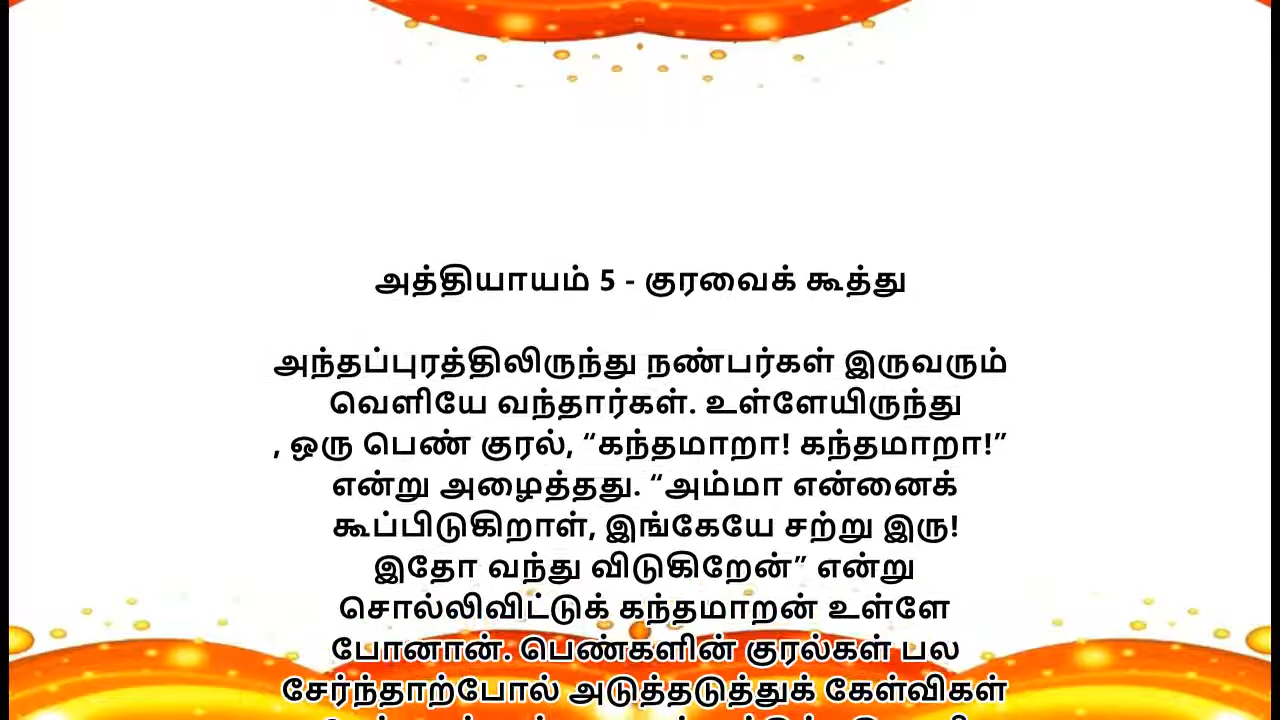 அத்தியாயம் 5 - குரவைக் கூத்து
அந்தப்புரத்திலிருந்து நண்பர்கள் இருவரும்
வெளியே வந்தார்கள். உள்ளேயிருந்து
, ஒரு பெண் குரல், “கந்தமாறா! கந்தமாறா!”
என்று அழைத்தது. “அம்மா என்னைக்
கூப்பிடுகிறாள், இங்கேயே சற்று இரு!
இதோ வந்து விடுகிறேன்” என்று
சொல்லிவிட்டுக் கந்தமாறன் உள்ளே
போனான். பெண்களின் குரல்கள் பல
சேர்ந்தாற்போல் அடுத்தடுத்துக் கேள்விகள்